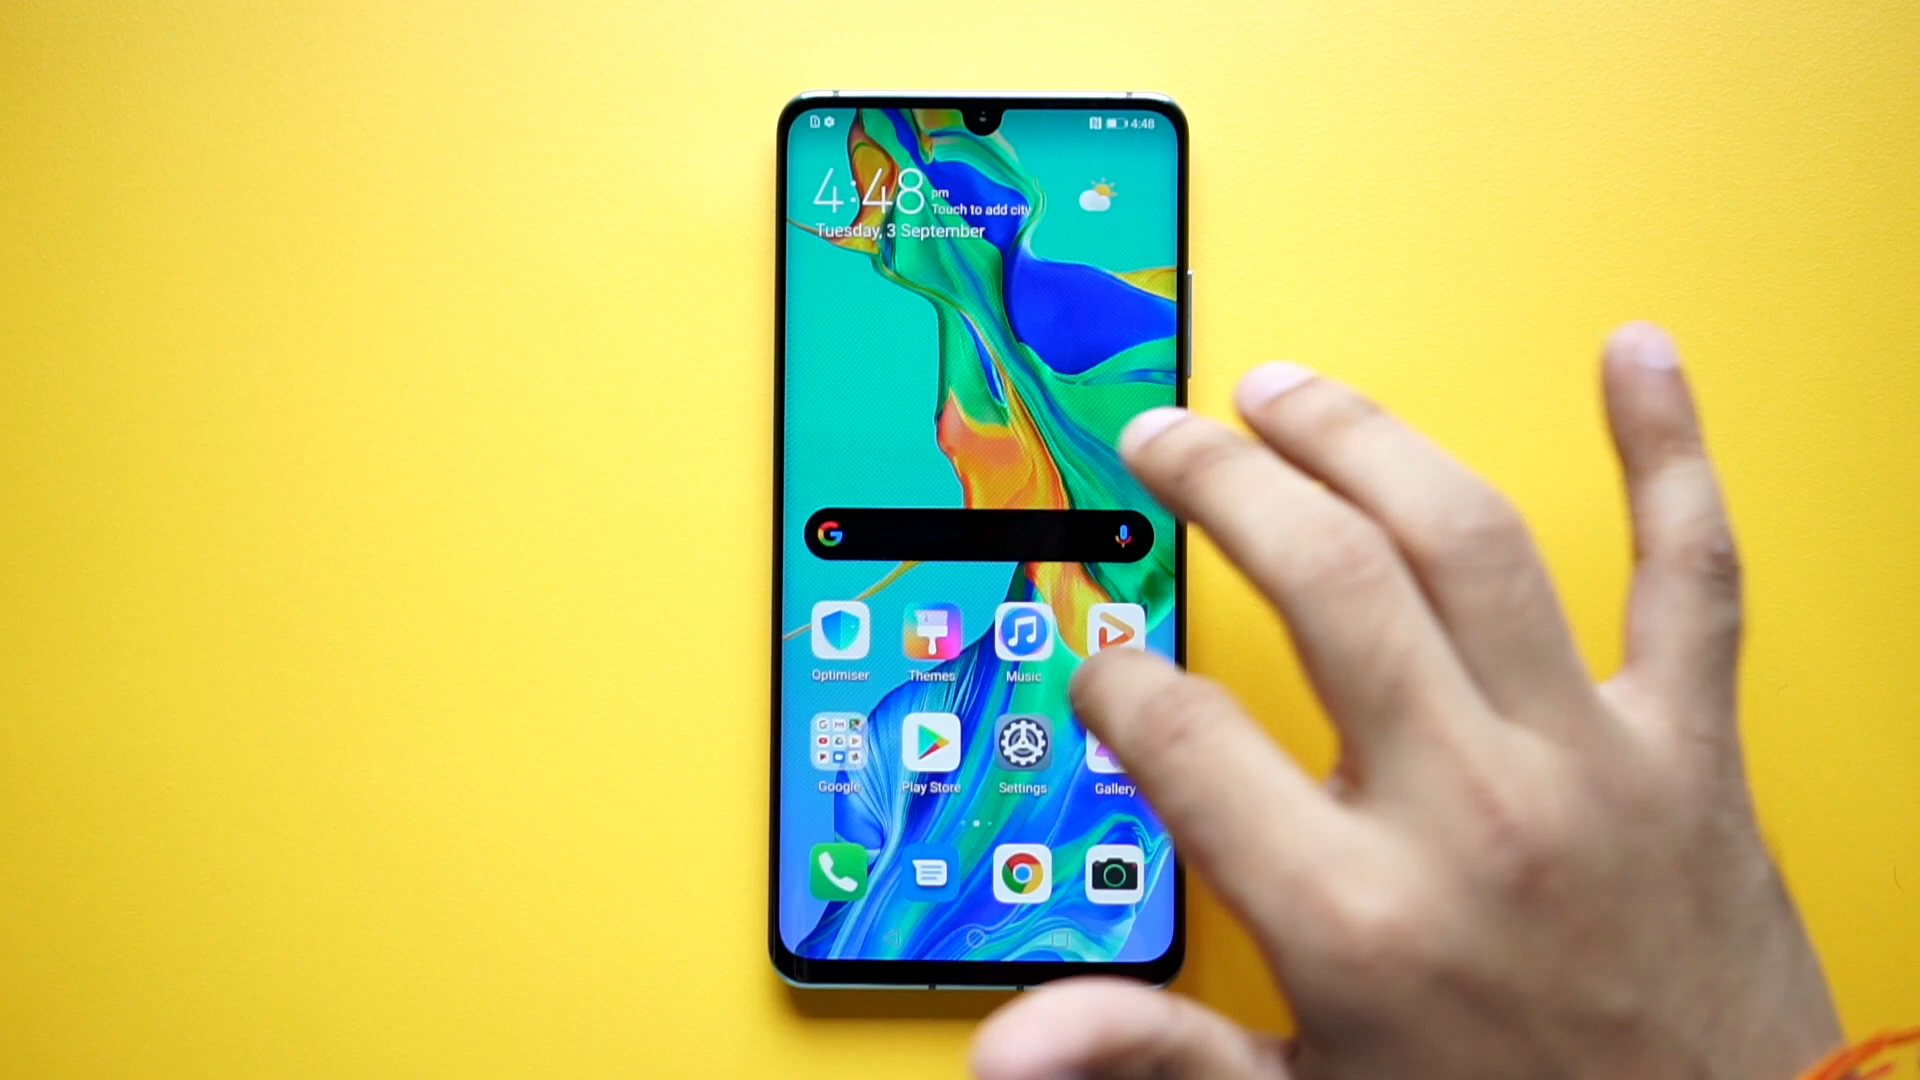 4:48
4:48 pm
Touch to add city
Tuesday, 3 September
Optimiser
Themes
Music
Google
Play Store
Settings
Gallery